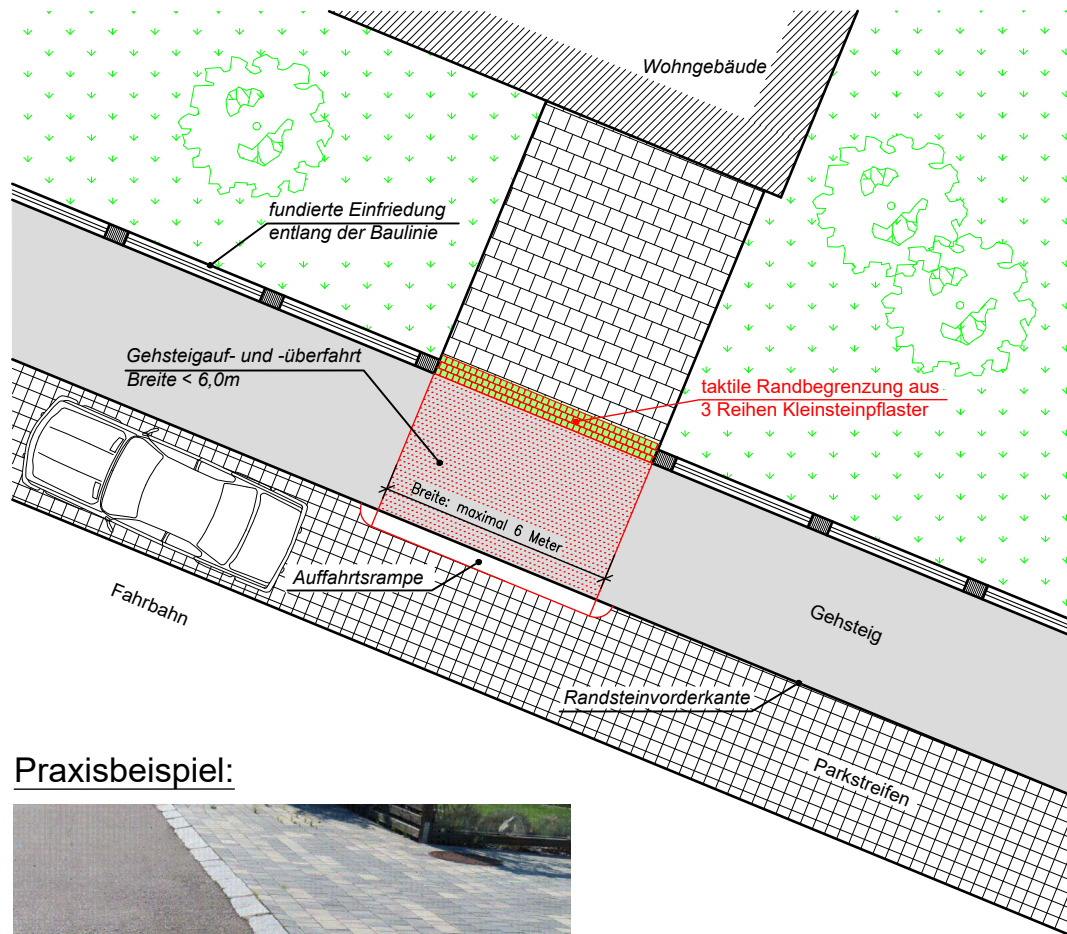 Wohngebäude
fundierte Einfriedung
entlang der Baulinie
Gehsteigauf- und -überfahrt
Breite < 6,0m
taktile Randbegrenzung aus
3 Reihen Kleinsteinpflaster
Breite: maximal 6 Meter
Auffahrtsrampe
Fahrbahn
Gehsteig
Randsteinvorderkante
Parkstreifen
Praxisbeispiel: